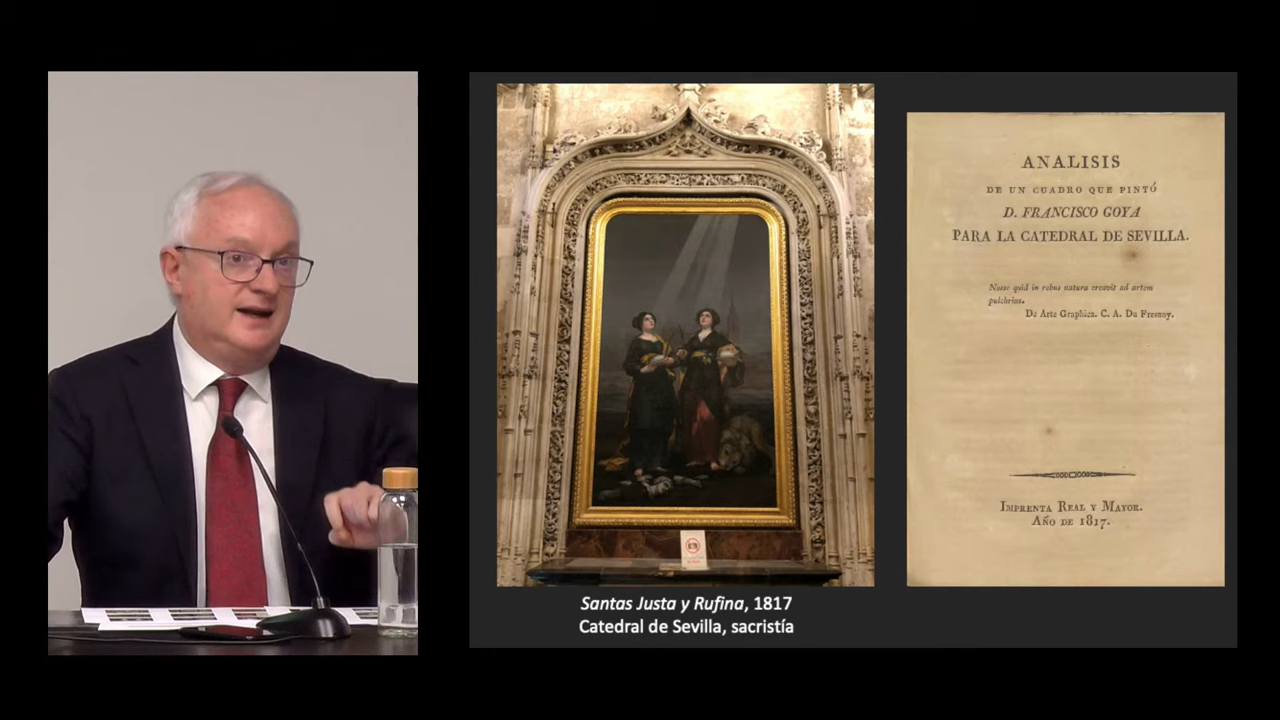 Santas Justa y Rufina, 1817
Catedral de Sevilla, sacristía
ANALISIS
DE UN CUADRO QUE PINTÓ
D. FRANCISCO GOYA
PARA LA CATEDRAL DE SEVILLA.
Nosse quid in rebus natura creavit ad artem
pulchrius.
De Arte Graphica. C. A. Du Fresnoy.
IMPRENTA REAL Y MAYOR.
AÑO DE 1817.